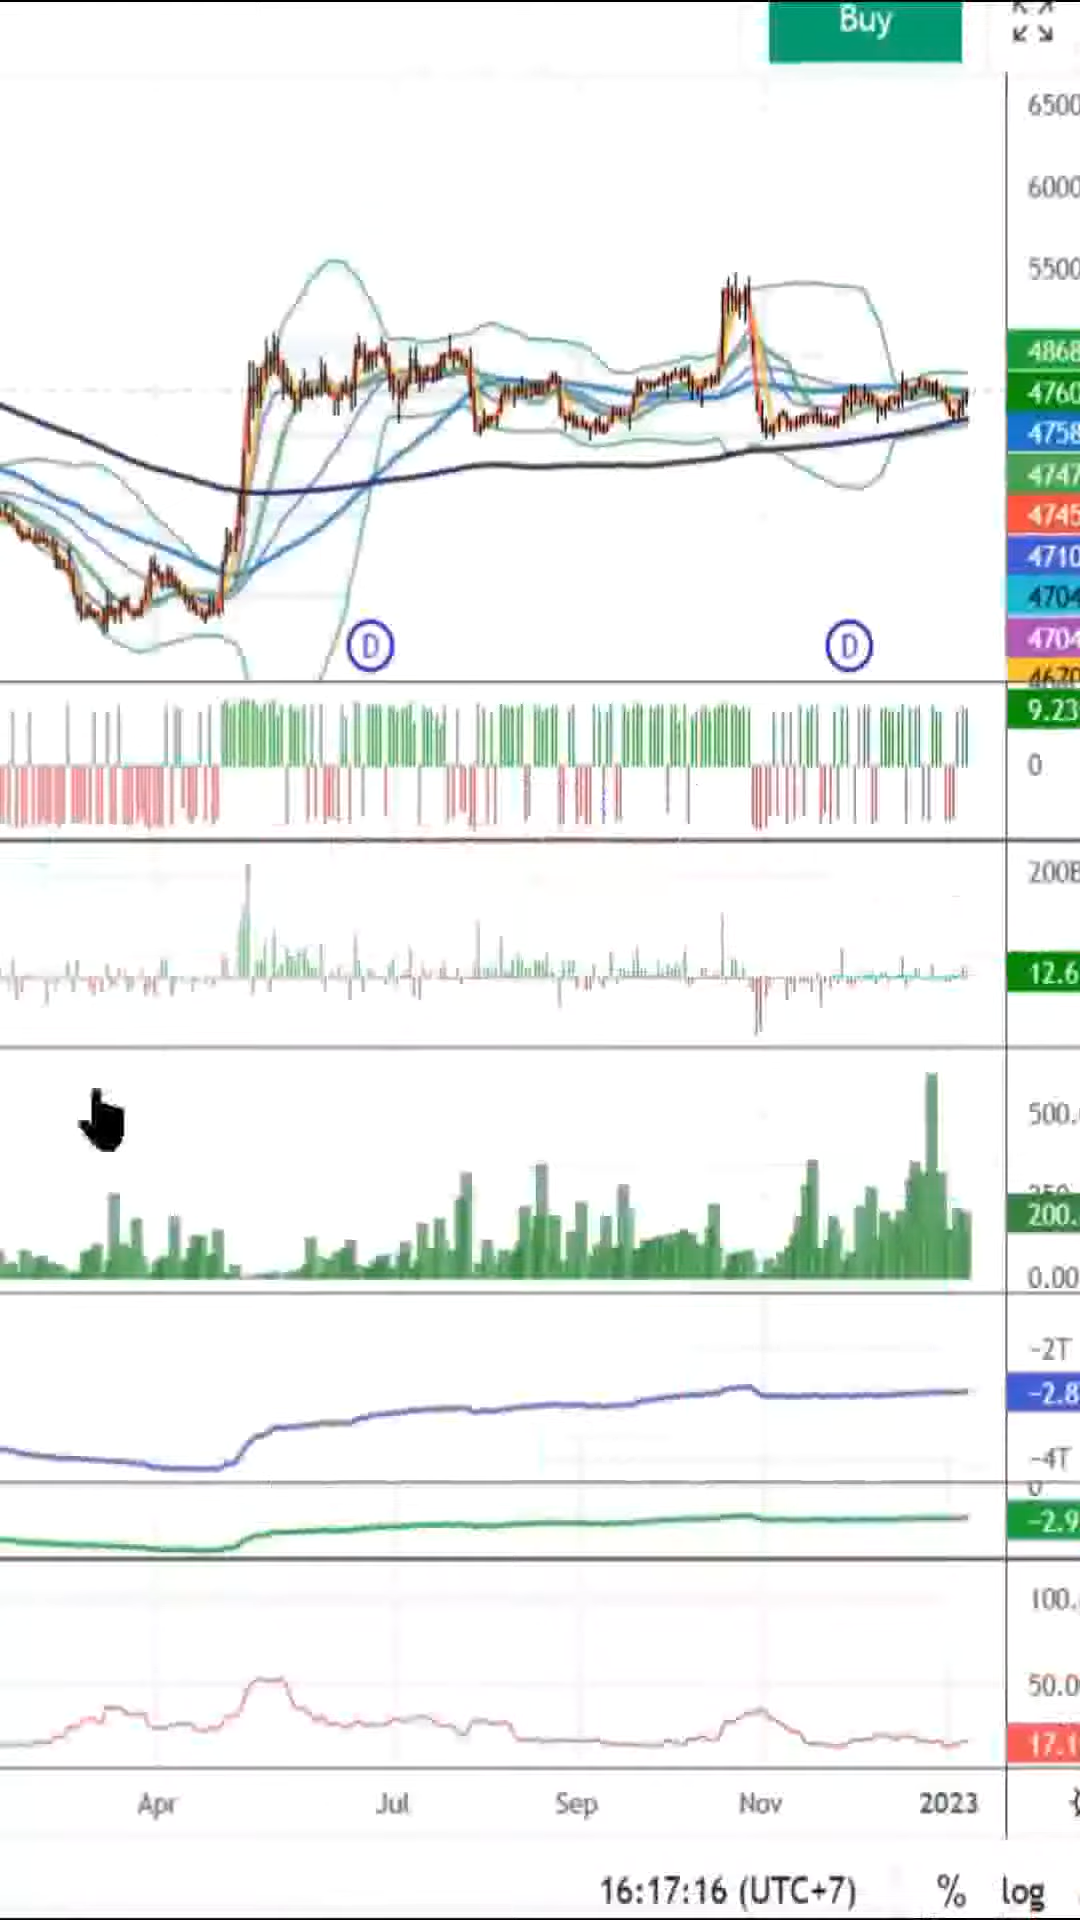 Buy
6500
6000
5500
4868
4760
4758
4747
4745
4710
4704
4704
4670
D
D
9.23
0
200B
12.6
500.
200.
0.00
-2T
-2.8
-4T
-2.9
100.
50.0
17.1
Apr
Jul
Sep
Nov
2023
16:17:16 (UTC+7)
%
log